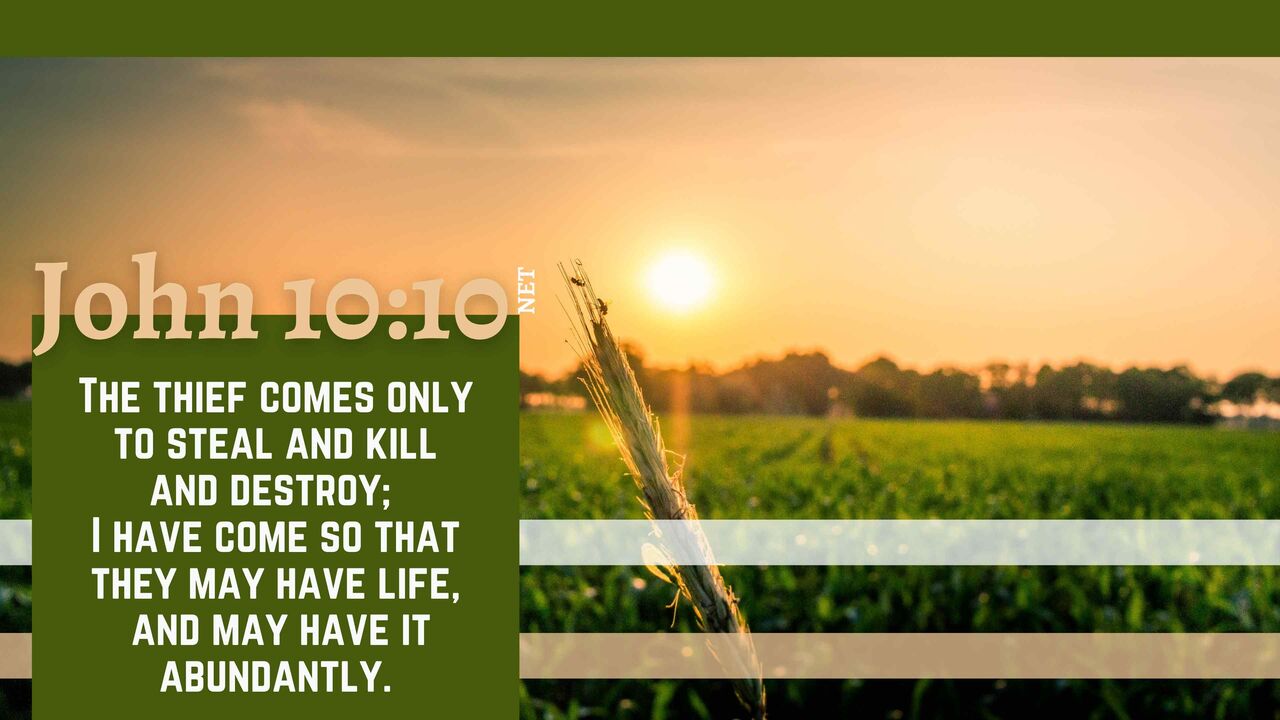 John 10:10
NET
The thief comes only
to steal and kill
and destroy;
I have come so that
they may have life,
and may have it
abundantly.